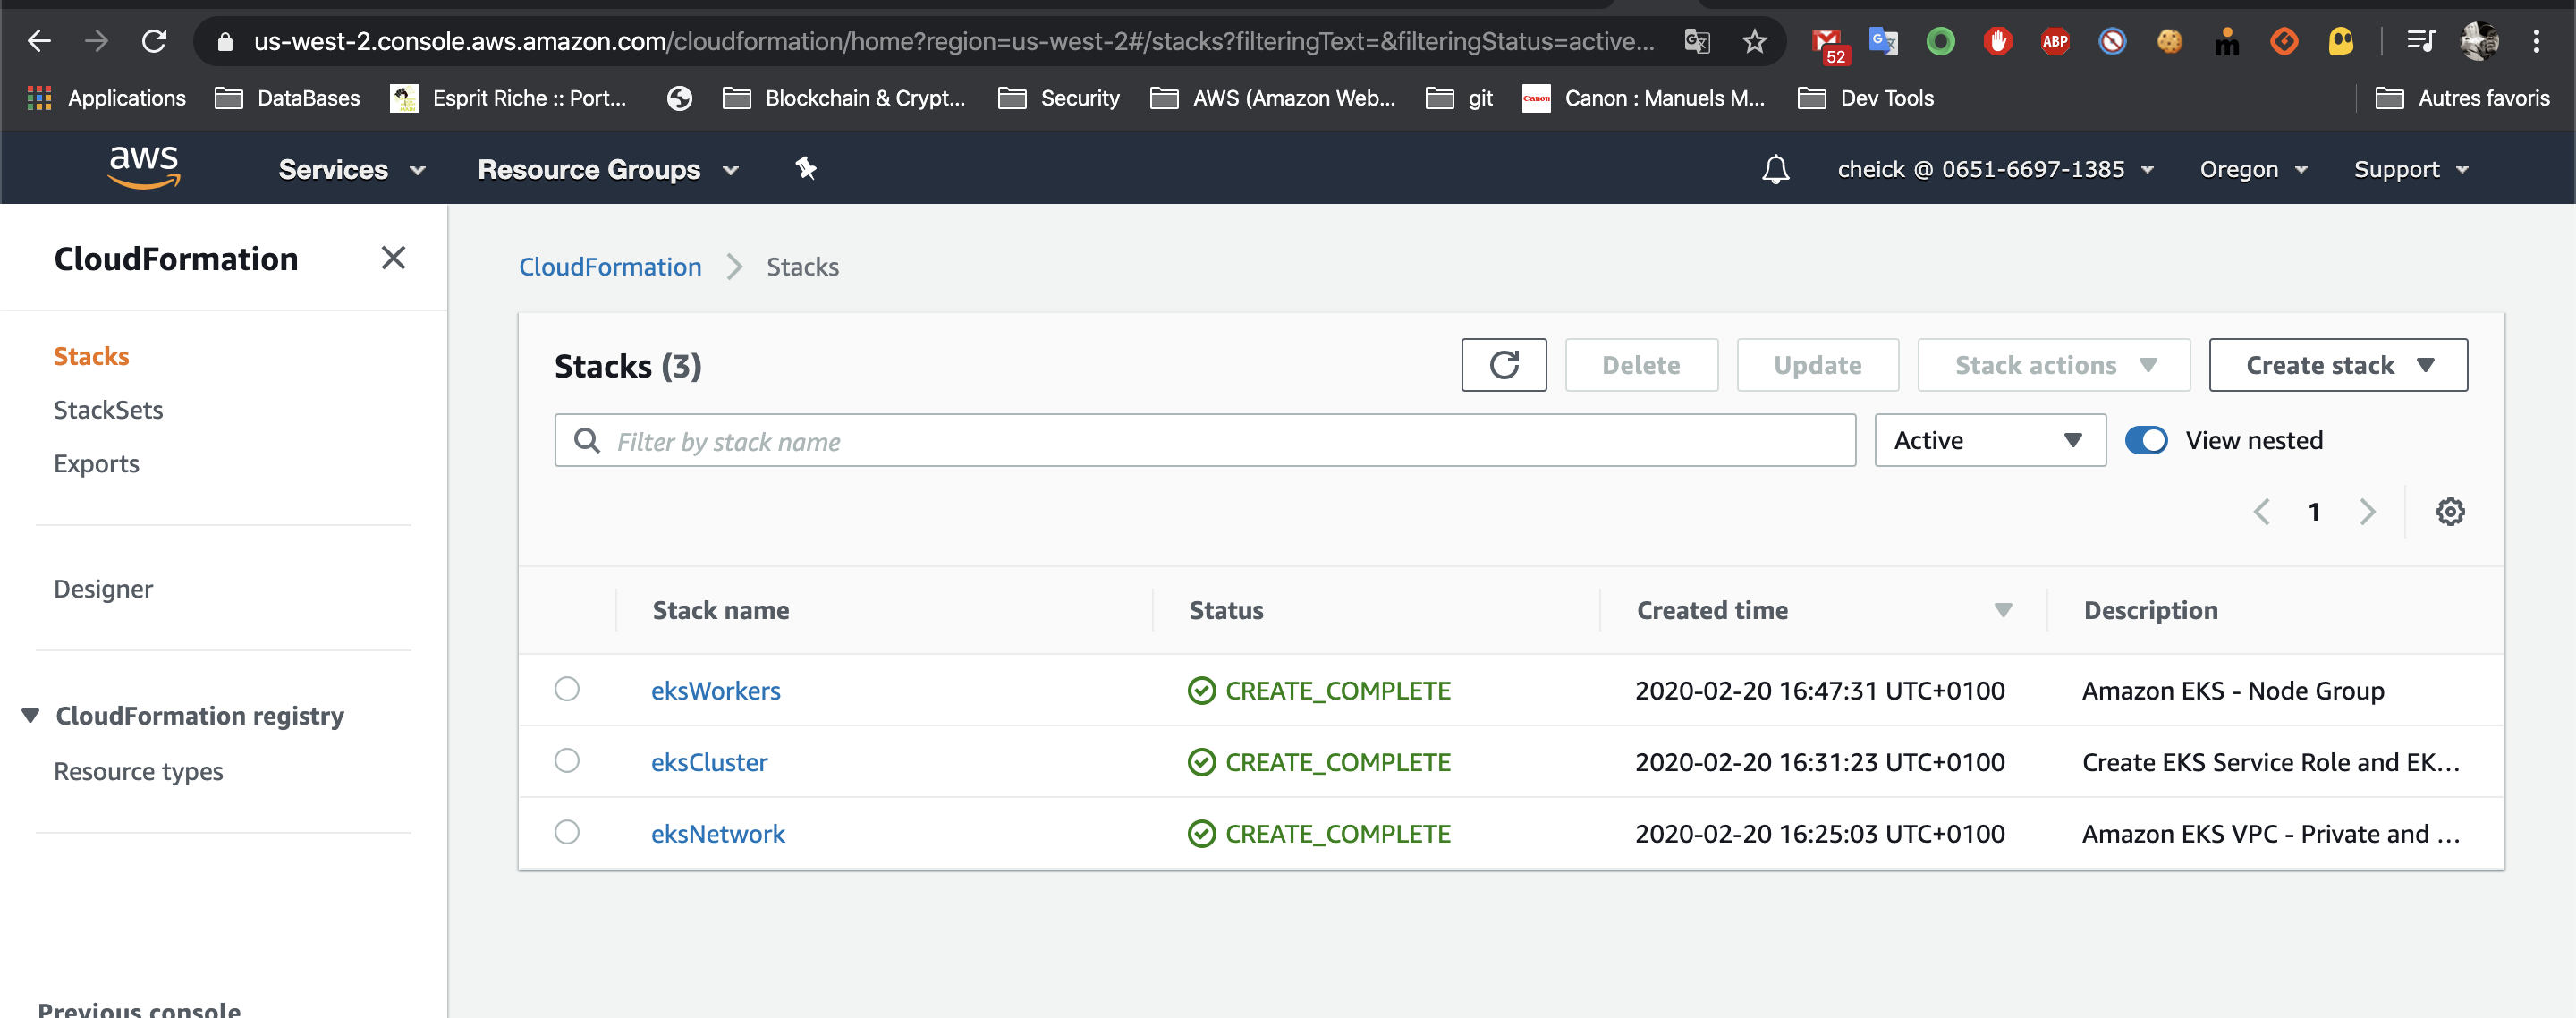 us-west-2.console.aws.amazon.com/cloudformation/home?region=us-west-2#/stacks?filteringText=&filteringStatus=active...
52
ABP
Applications DataBases Esprit Riche :: Port... Blockchain & Crypt... Security AWS (Amazon Web... git Canon Canon : Manuels M... Dev Tools Autres favoris
aws Services Resource Groups cheick @ 0651-6697-1385 Oregon Support
CloudFormation
Stacks
StackSets
Exports
Designer
CloudFormation registry
Resource types
Previous console
CloudFormation > Stacks
Stacks (3) Delete Update Stack actions Create stack
Filter by stack name Active View nested
1
Stack name Status Created time Description
eksWorkers CREATE_COMPLETE 2020-02-20 16:47:31 UTC+0100 Amazon EKS - Node Group
eksCluster CREATE_COMPLETE 2020-02-20 16:31:23 UTC+0100 Create EKS Service Role and EK...
eksNetwork CREATE_COMPLETE 2020-02-20 16:25:03 UTC+0100 Amazon EKS VPC - Private and ...